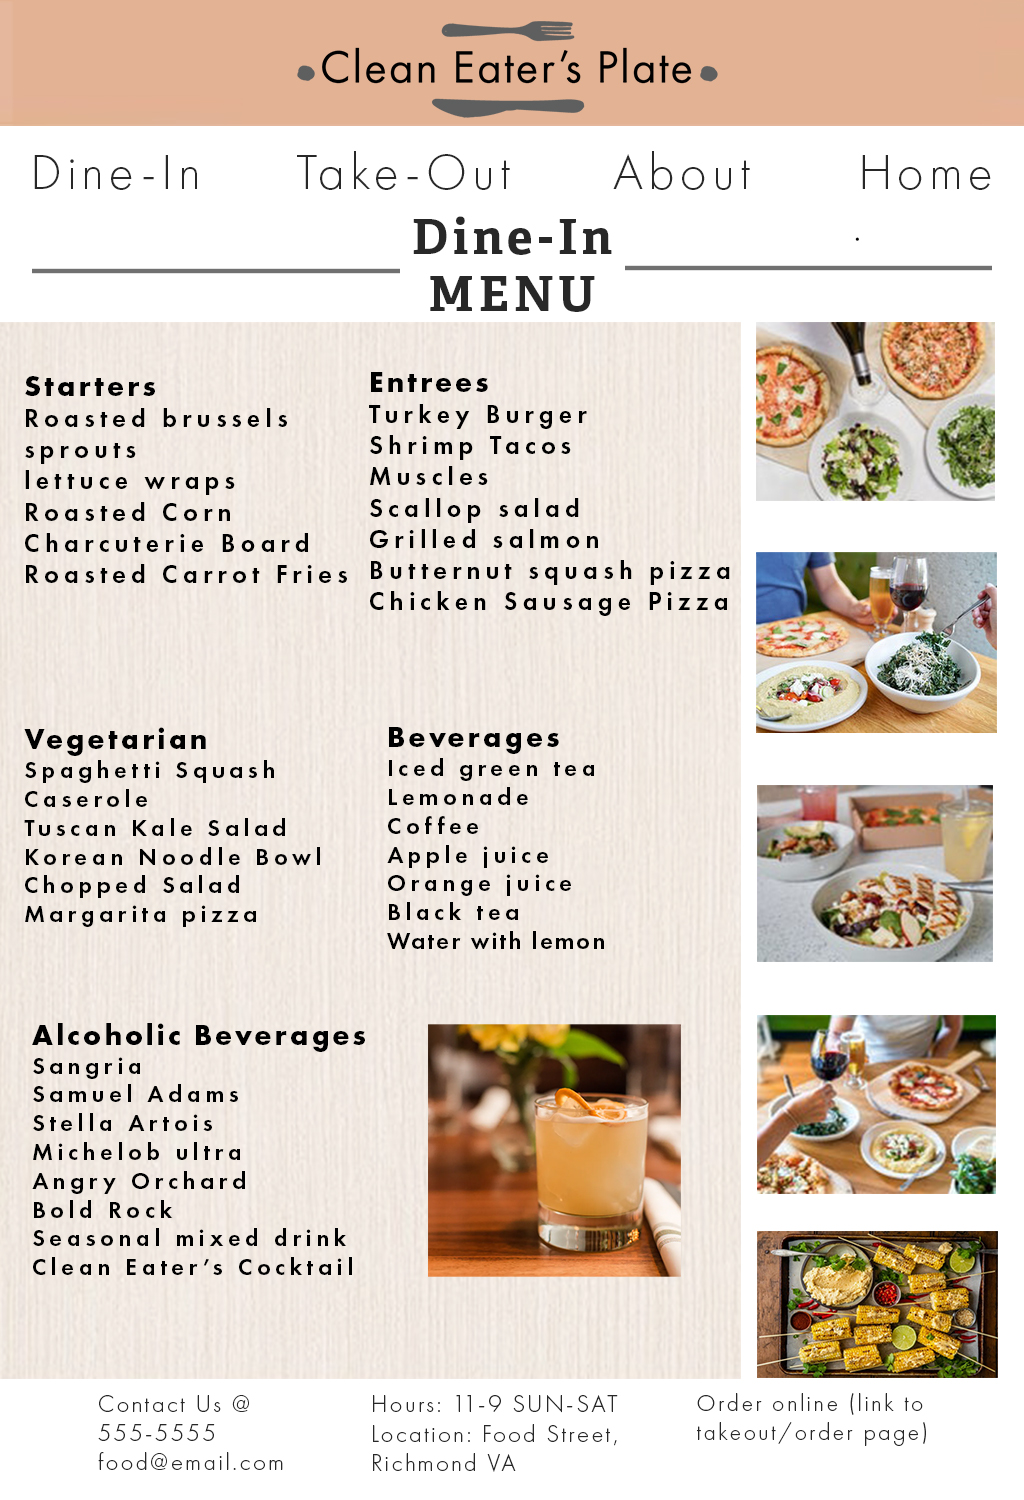 Clean Eater's Plate
Dine-In Take-Out About Home
Dine-In
MENU
Starters
Roasted brussels
sprouts
lettuce wraps
Roasted Corn
Charcuterie Board
Roasted Carrot Fries
Entrees
Turkey Burger
Shrimp Tacos
Muscles
Scallop salad
Grilled salmon
Butternut squash pizza
Chicken Sausage Pizza
Vegetarian
Spaghetti Squash
Caserole
Tuscan Kale Salad
Korean Noodle Bowl
Chopped Salad
Margarita pizza
Beverages
Iced green tea
Lemonade
Coffee
Apple juice
Orange juice
Black tea
Water with lemon
Alcoholic Beverages
Sangria
Samuel Adams
Stella Artois
Michelob ultra
Angry Orchard
Bold Rock
Seasonal mixed drink
Clean Eater's Cocktail
Contact Us @
555-5555
food@email.com
Hours: 11-9 SUN-SAT
Location: Food Street,
Richmond VA
Order online (link to
takeout/order page)